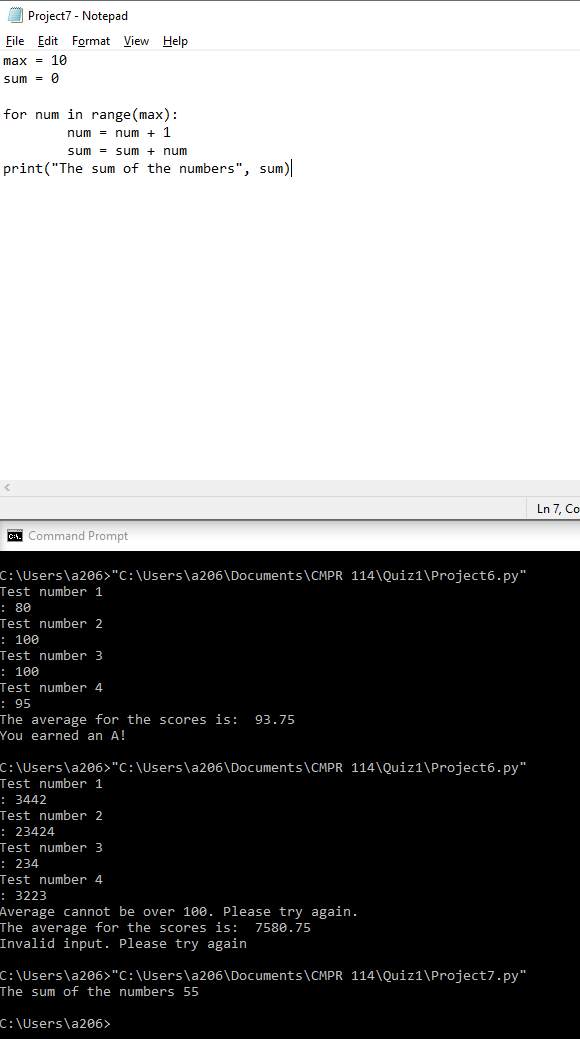 Project7 - Notepad
File Edit Format View Help
max = 10
sum = 0
for num in range(max):
        num = num + 1
        sum = sum + num
print("The sum of the numbers", sum)
Ln 7, Co
Command Prompt
C:\Users\a206>"C:\Users\a206\Documents\CMPR 114\Quiz1\Project6.py"
Test number 1
: 80
Test number 2
: 100
Test number 3
: 100
Test number 4
: 95
The average for the scores is:  93.75
You earned an A!
C:\Users\a206>"C:\Users\a206\Documents\CMPR 114\Quiz1\Project6.py"
Test number 1
: 3442
Test number 2
: 23424
Test number 3
: 234
Test number 4
: 3223
Average cannot be over 100. Please try again.
The average for the scores is:  7580.75
Invalid input. Please try again
C:\Users\a206>"C:\Users\a206\Documents\CMPR 114\Quiz1\Project7.py"
The sum of the numbers 55
C:\Users\a206>